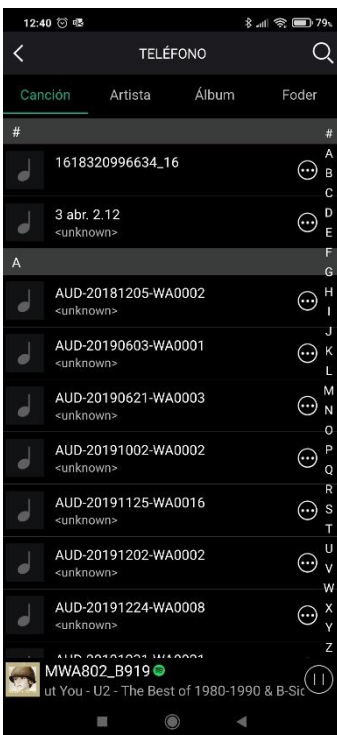 12:40 79%
TELÉFONO
Canción Artista Álbum Foder
#
1618320996634_16
3 abr. 2.12
<unknown>
A
AUD-20181205-WA0002
<unknown>
AUD-20190603-WA0001
<unknown>
AUD-20190621-WA0003
<unknown>
AUD-20191002-WA0002
<unknown>
AUD-20191125-WA0016
<unknown>
AUD-20191202-WA0002
<unknown>
AUD-20191224-WA0008
<unknown>
MWA802_B919
ut You - U2 - The Best of 1980-1990 & B-Sid
#
A
B
C
D
E
F
G
H
I
J
K
L
M
N
O
P
Q
R
S
T
U
V
W
X
Y
Z